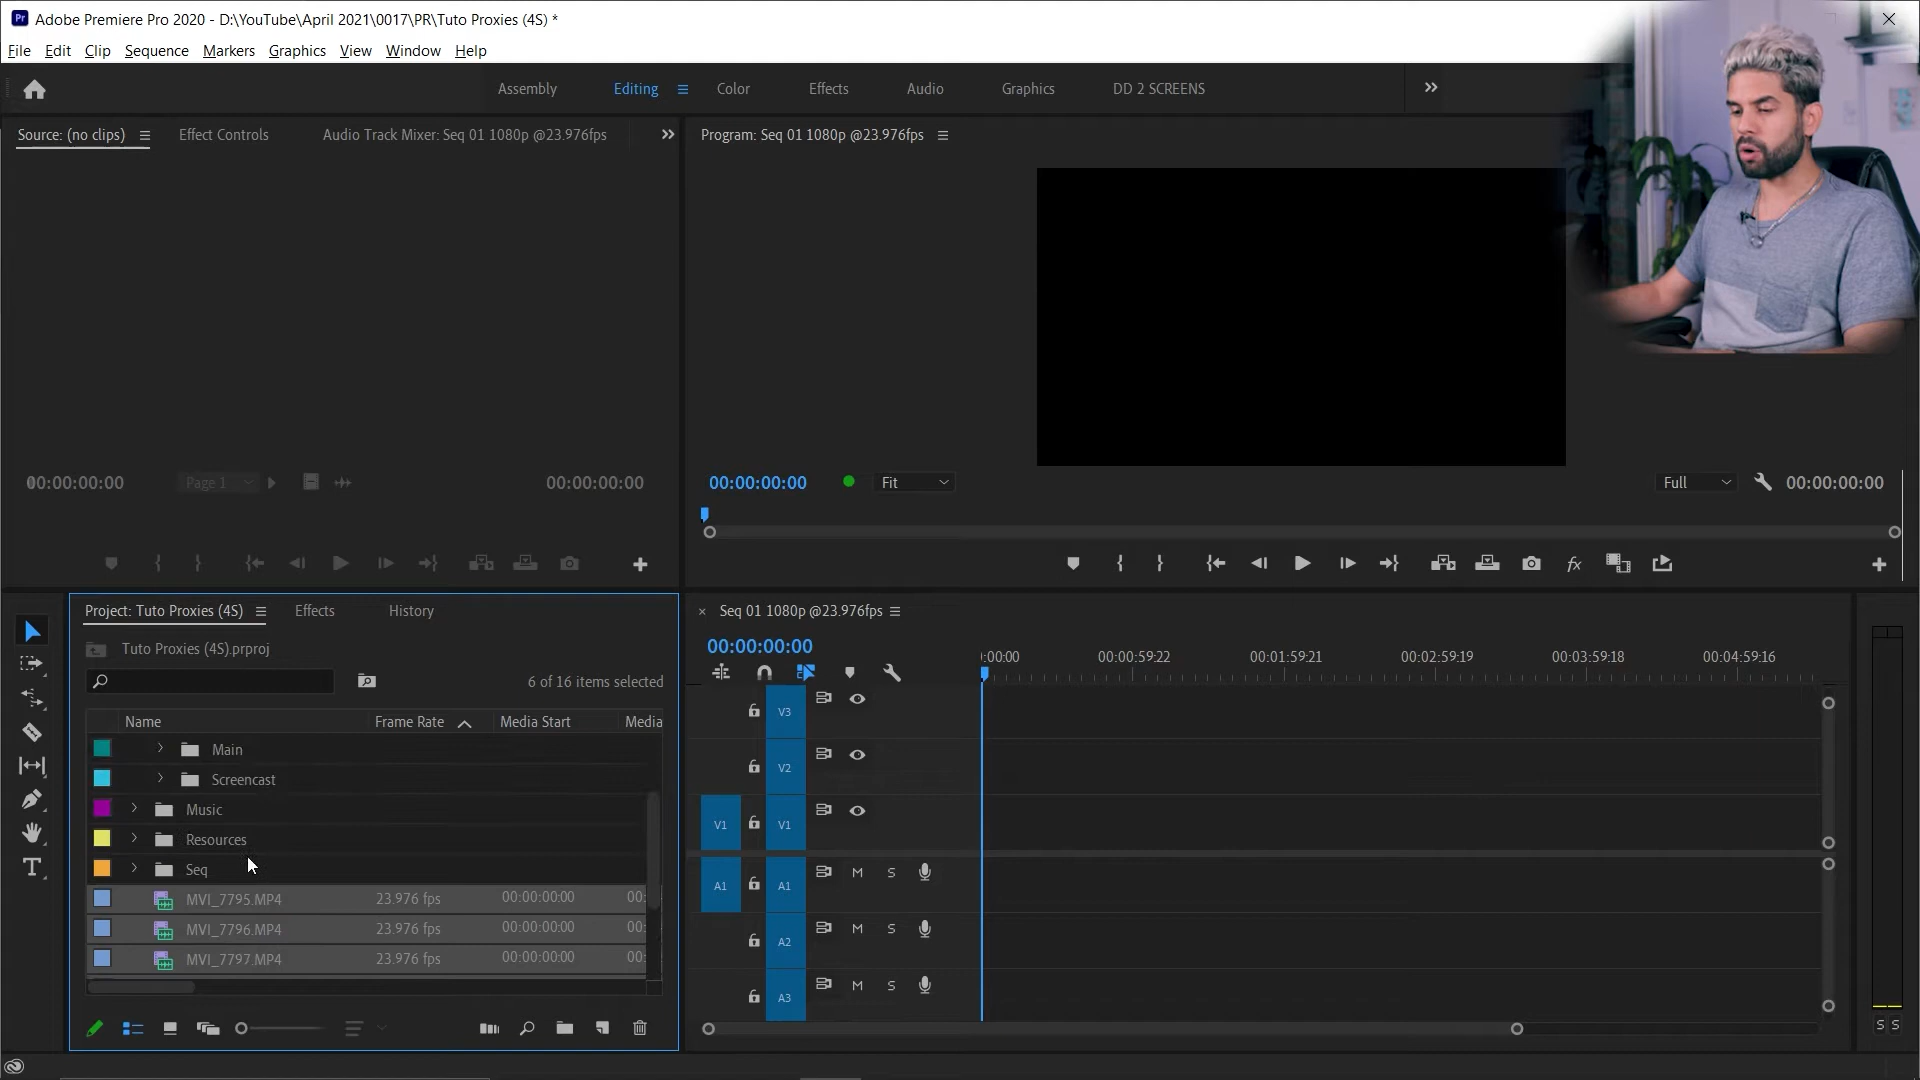 Pr Adobe Premiere Pro 2020 - D:\YouTube\April 2021\0017\PR\Tuto Proxies (4S) *
File Edit Clip Sequence Markers Graphics View Window Help
Assembly Editing Color Effects Audio Graphics DD 2 SCREENS
Source: (no clips) Effect Controls Audio Track Mixer: Seq 01 1080p @23.976fps
Program: Seq 01 1080p @23.976fps
00:00:00:00 Page 1 00:00:00:00
00:00:00:00 Fit Full 00:00:00:00
fx
Project: Tuto Proxies (4S) Effects History
Tuto Proxies (4S).prproj
6 of 16 items selected
Name Frame Rate Media Start Media
Main
Screencast
Music
Resources
Seq
MVI_7795.MP4 23.976 fps 00:00:00:00 00:
MVI_7796.MP4 23.976 fps 00:00:00:00 00:
MVI_7797.MP4 23.976 fps 00:00:00:00 00:
T
× Seq 01 1080p @23.976fps
00:00:00:00
:00:00 00:00:59:22 00:01:59:21 00:02:59:19 00:03:59:18 00:04:59:16
V3
V2
V1 V1
A1 A1 M S
A2 M S
A3 M S
S S